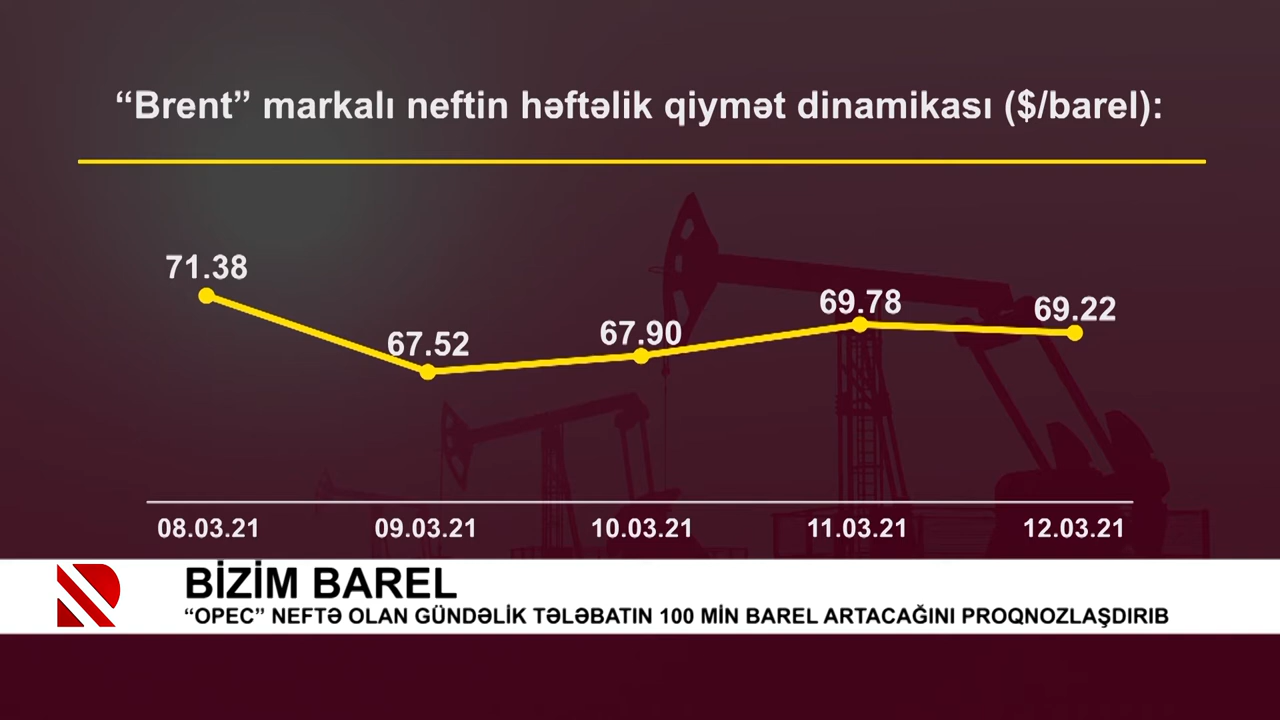 “Brent” markalı neftin həftəlik qiymət dinamikası ($/barel):
71.38
67.52
67.90
69.78
69.22
08.03.21 09.03.21 10.03.21 11.03.21 12.03.21
BİZİM BAREL
“OPEC” NEFTƏ OLAN GÜNDƏLİK TƏLƏBATIN 100 MİN BAREL ARTACAĞINI PROQNOZLAŞDIRIB